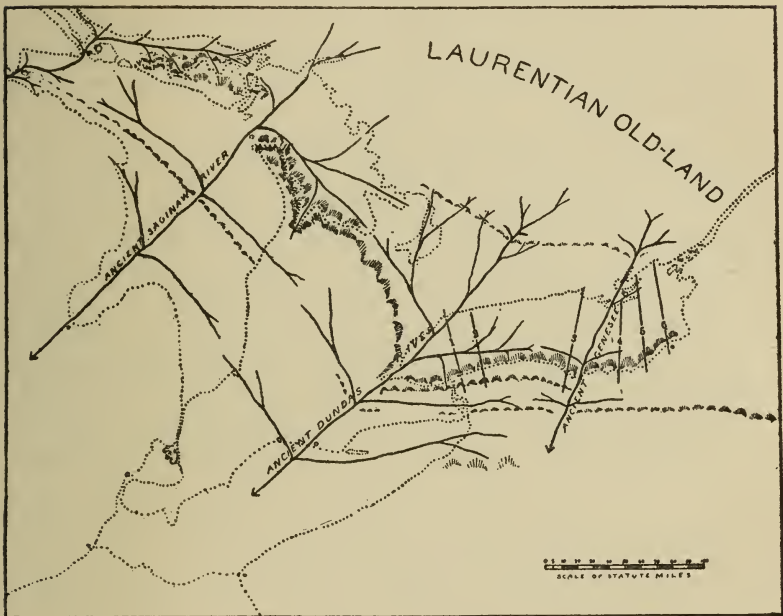 LAURENTIAN OLD-LAND
ANCIENT SAGINAW RIVER
ANCIENT DUNDAS RIVER
ANCIENT GENESEE
SCALE OF STATUTE MILES